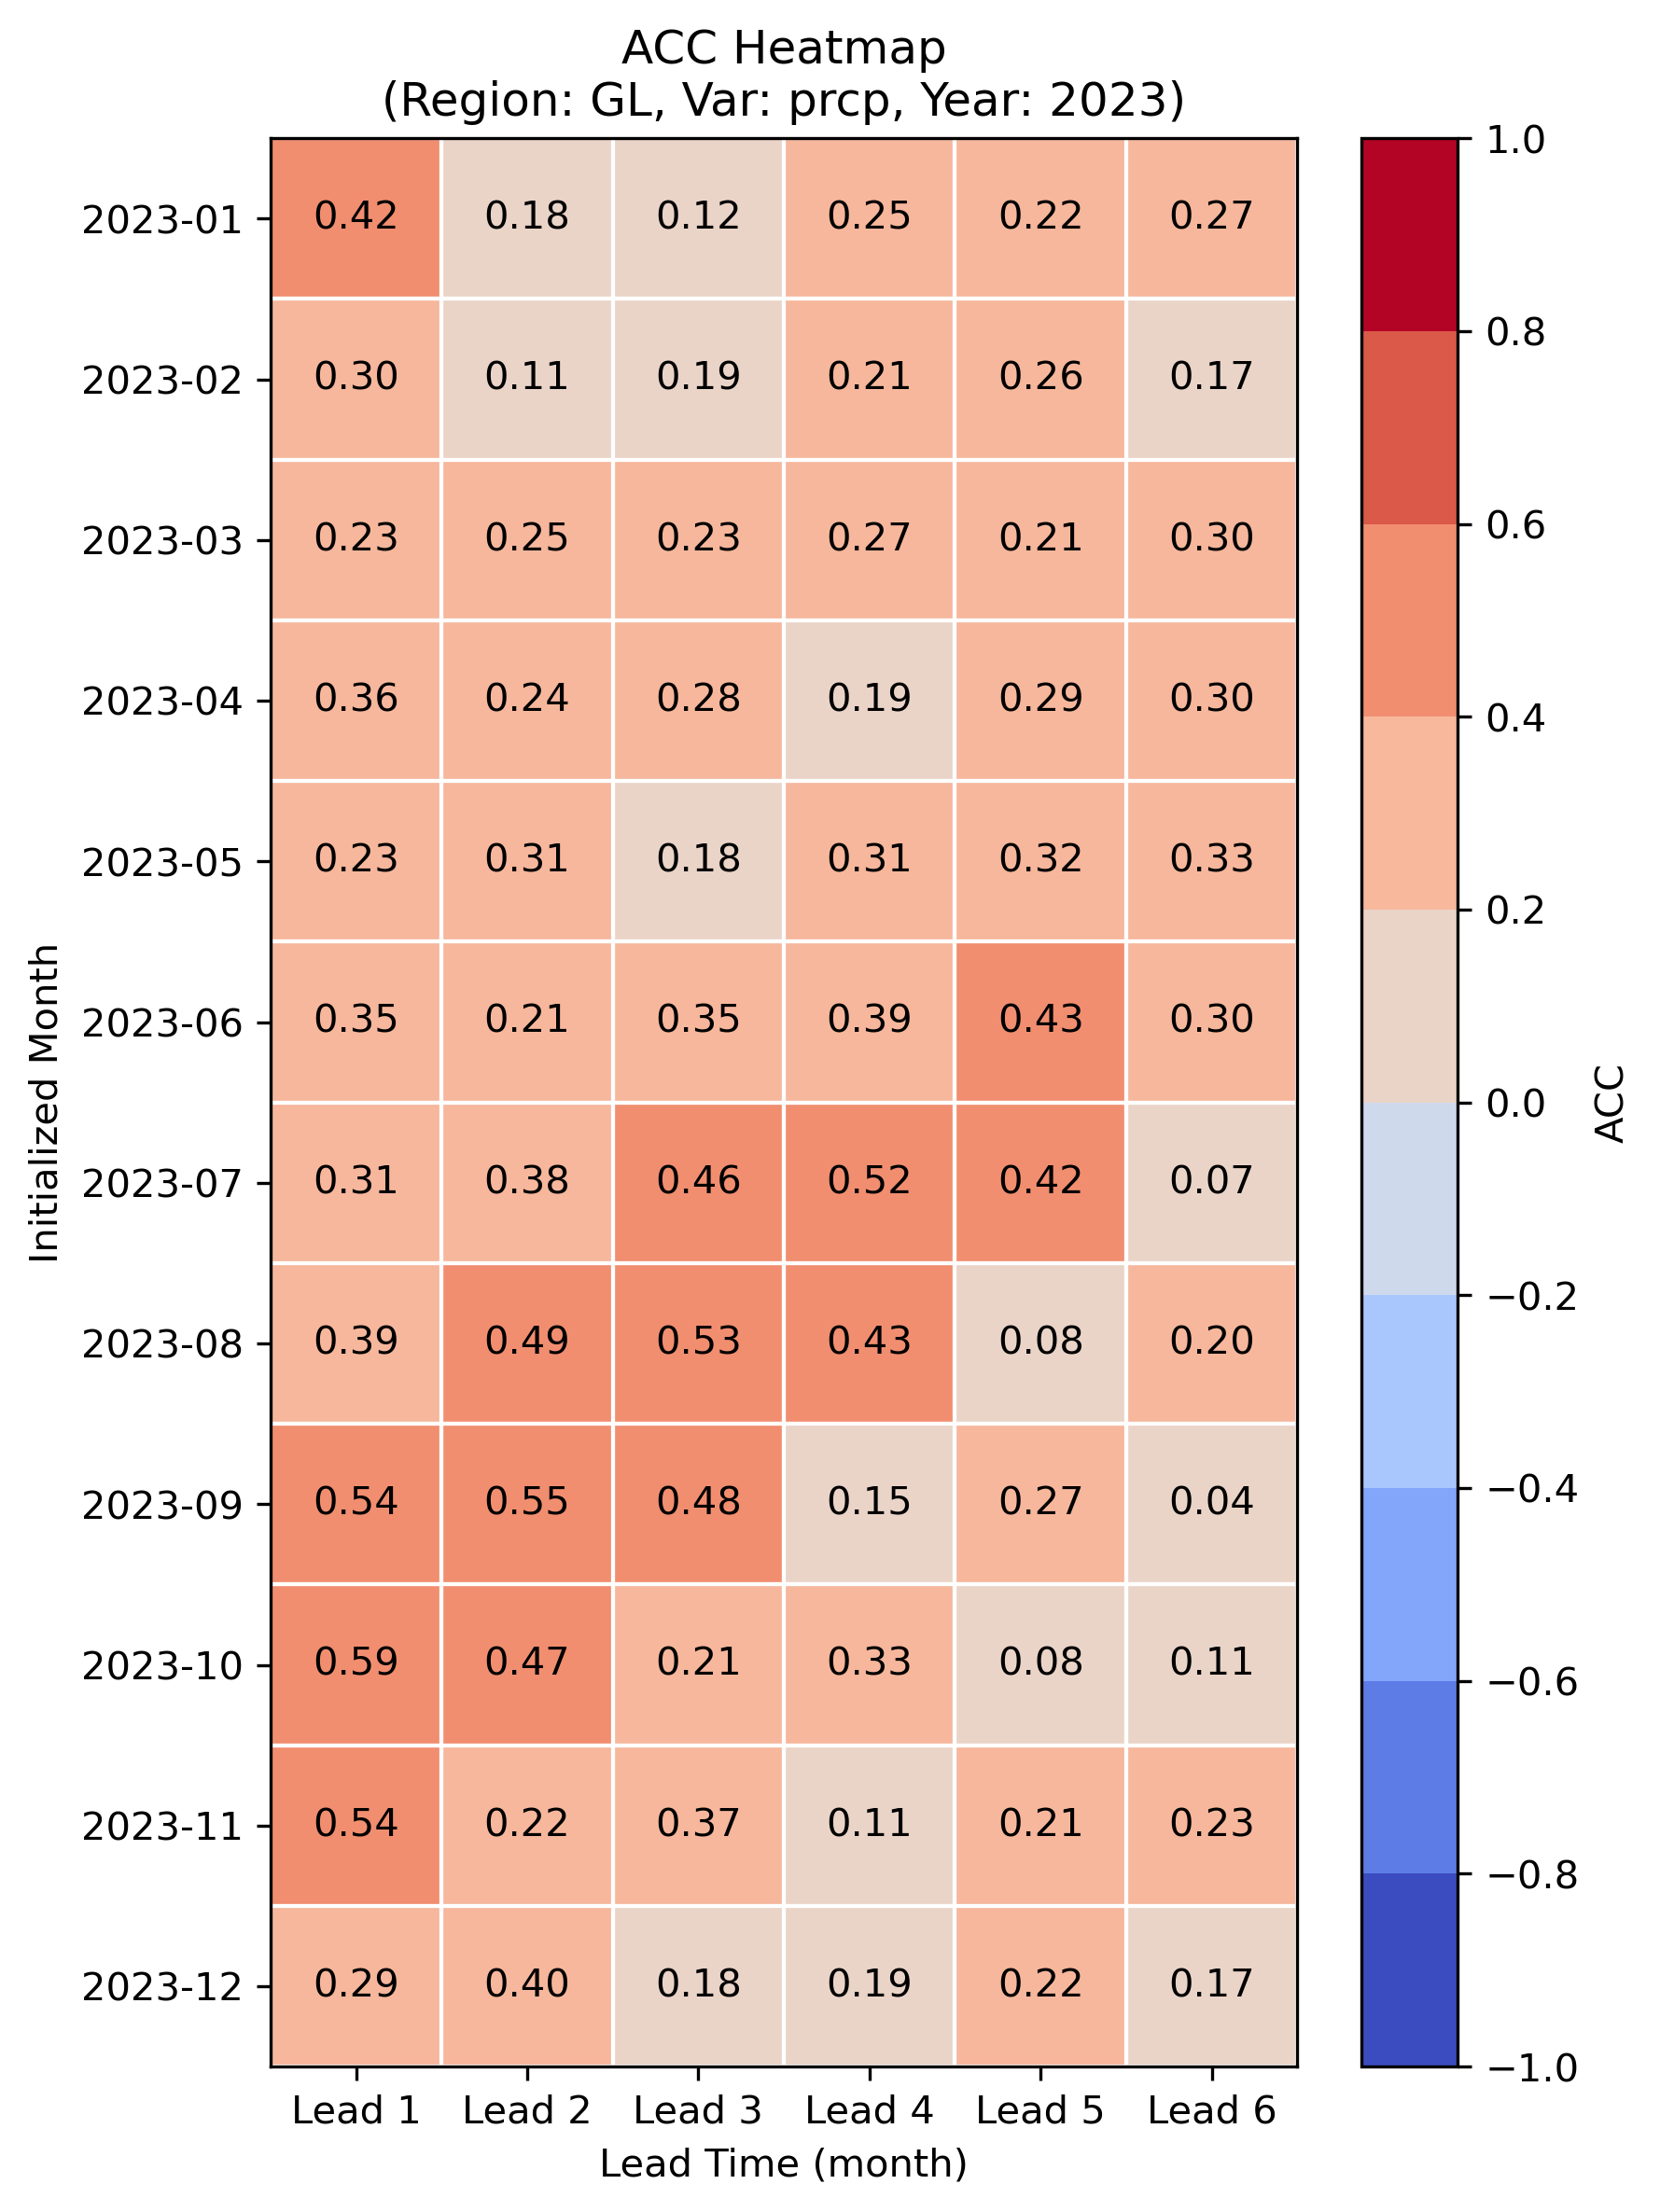 ACC Heatmap
(Region: GL, Var: prcp, Year: 2023)
2023-01 0.42 0.18 0.12 0.25 0.22 0.27
2023-02 0.30 0.11 0.19 0.21 0.26 0.17
2023-03 0.23 0.25 0.23 0.27 0.21 0.30
2023-04 0.36 0.24 0.28 0.19 0.29 0.30
2023-05 0.23 0.31 0.18 0.31 0.32 0.33
2023-06 0.35 0.21 0.35 0.39 0.43 0.30
2023-07 0.31 0.38 0.46 0.52 0.42 0.07
2023-08 0.39 0.49 0.53 0.43 0.08 0.20
2023-09 0.54 0.55 0.48 0.15 0.27 0.04
2023-10 0.59 0.47 0.21 0.33 0.08 0.11
2023-11 0.54 0.22 0.37 0.11 0.21 0.23
2023-12 0.29 0.40 0.18 0.19 0.22 0.17
Lead 1 Lead 2 Lead 3 Lead 4 Lead 5 Lead 6
Lead Time (month)
Initialized Month
1.0
0.8
0.6
0.4
0.2
0.0
−0.2
−0.4
−0.6
−0.8
−1.0
ACC